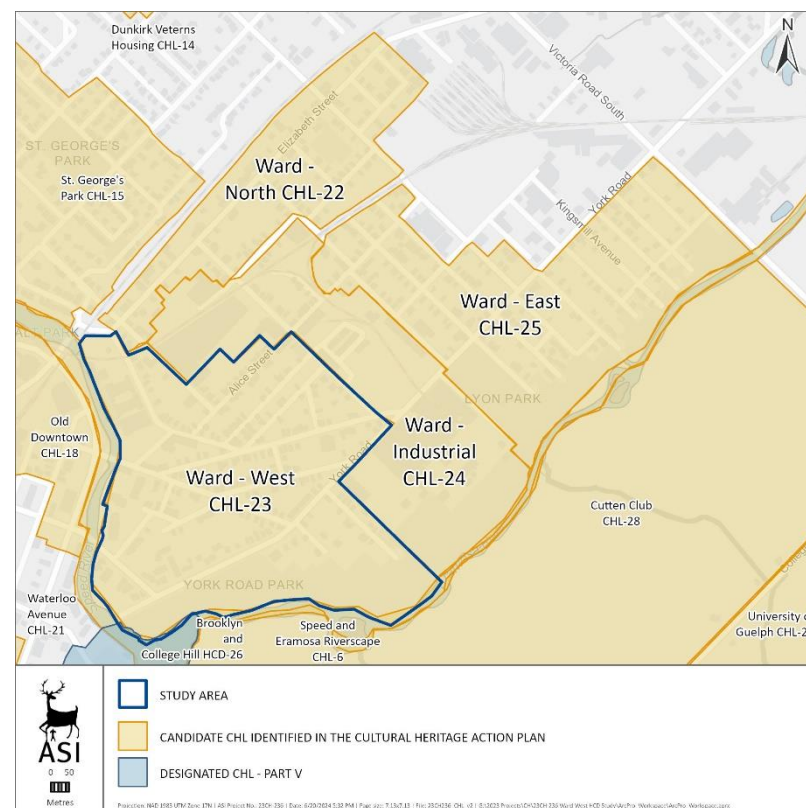 Dunkirk Veterns
Housing CHL-14
N
Victoria Road South
Elizabeth Street
ST. GEORGE'S
PARK
St. George's
Park CHL-15
Ward -
North CHL-22
York Road
Kingsmill Avenue
Ward - East
CHL-25
Alice Street
LYON PARK
Old
Downtown
CHL-18
Ward -
Industrial
CHL-24
York Road
Ward - West
CHL-23
Cutten Club
CHL-28
Speed River
YORK ROAD PARK
Waterloo
Avenue
CHL-21
Brooklyn
and
College Hill HCD-26
Speed and
Eramosa Riverscape
CHL-6
University o
Guelph CHL-2
STUDY AREA
CANDIDATE CHL IDENTIFIED IN THE CULTURAL HERITAGE ACTION PLAN
DESIGNATED CHL - PART V
ASI
0 50
Metres